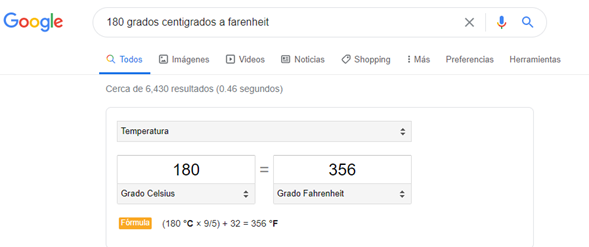 Google 180 grados centigrados a farenheit
Todos Imágenes Videos Noticias Shopping Más Preferencias Herramientas
Cerca de 6,430 resultados (0.46 segundos)
Temperatura
180 = 356
Grado Celsius Grado Fahrenheit
Fórmula (180 °C × 9/5) + 32 = 356 °F